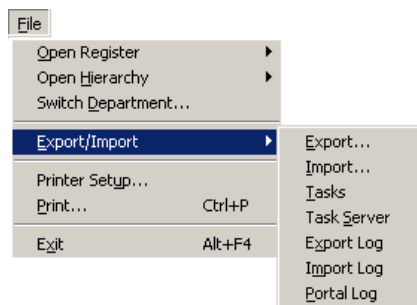 File
Open Register
Open Hierarchy
Switch Department...
Export/Import
Printer Setup...
Print... Ctrl+P
Exit Alt+F4
Export...
Import...
Tasks
Task Server
Export Log
Import Log
Portal Log